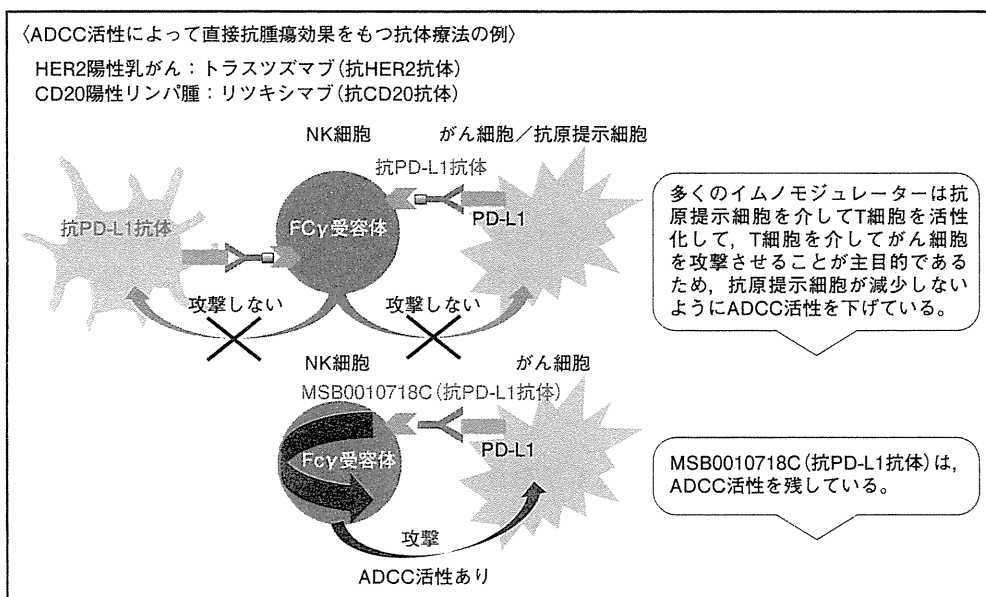 〈ADCC活性によって直接抗腫瘍効果をもつ抗体療法の例〉
HER2陽性乳がん：トラスツズマブ(抗HER2抗体)
CD20陽性リンパ腫：リツキシマブ(抗CD20抗体)
NK細胞
がん細胞／抗原提示細胞
抗PD-L1抗体
抗PD-L1抗体
FCγ受容体
PD-L1
攻撃しない
攻撃しない
多くのイムノモジュレーターは抗
原提示細胞を介してT細胞を活性
化して，T細胞を介してがん細胞
を攻撃させることが主目的である
ため，抗原提示細胞が減少しない
ようにADCC活性を下げている。
NK細胞
がん細胞
MSB0010718C(抗PD-L1抗体)
Fcγ受容体
PD-L1
攻撃
ADCC活性あり
MSB0010718C(抗PD-L1抗体)は，
ADCC活性を残している。